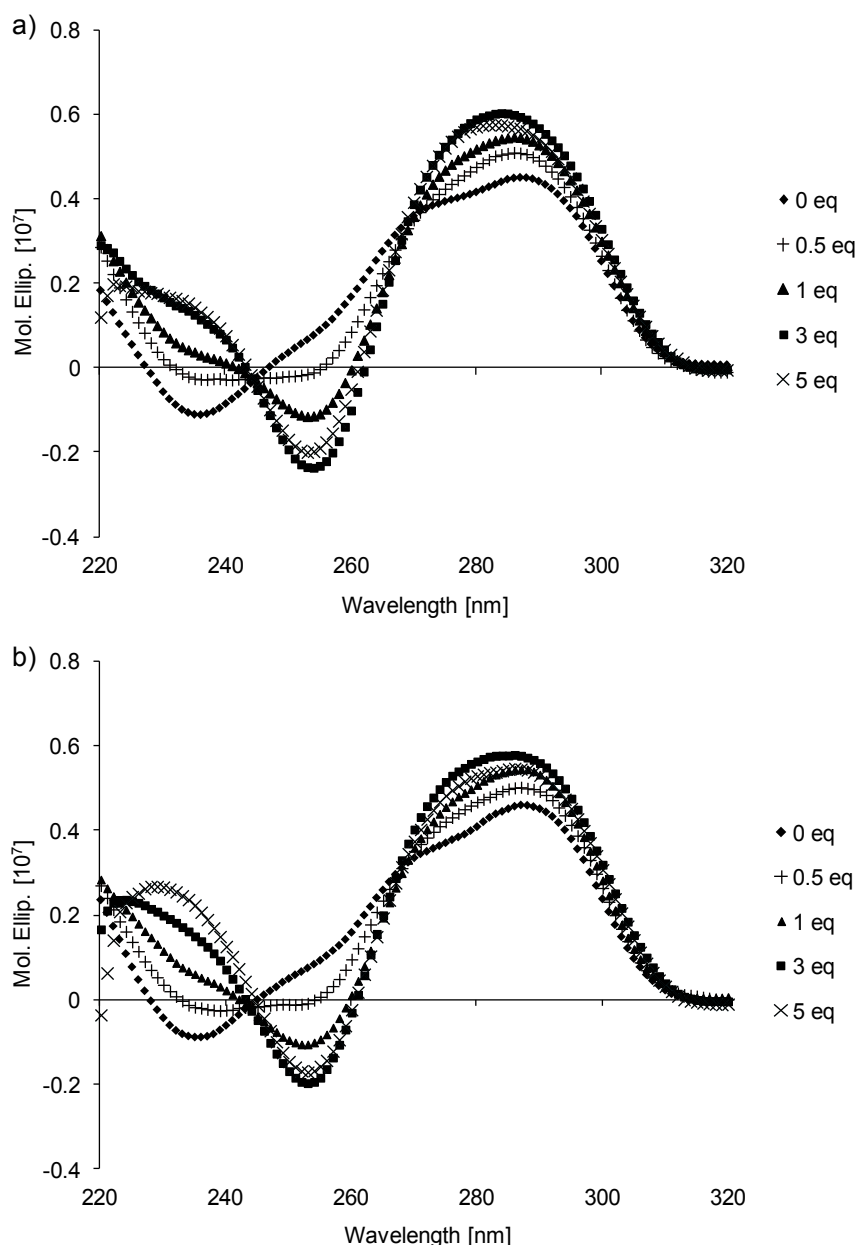 a)
0.8
0.6
0.4
0.2
0
-0.2
-0.4
Mol. Ellip. [10⁷]
220 240 260 280 300 320
Wavelength [nm]
0 eq
0.5 eq
1 eq
3 eq
5 eq
b)
0.8
0.6
0.4
0.2
0
-0.2
-0.4
Mol. Ellip. [10⁷]
220 240 260 280 300 320
Wavelength [nm]
0 eq
0.5 eq
1 eq
3 eq
5 eq